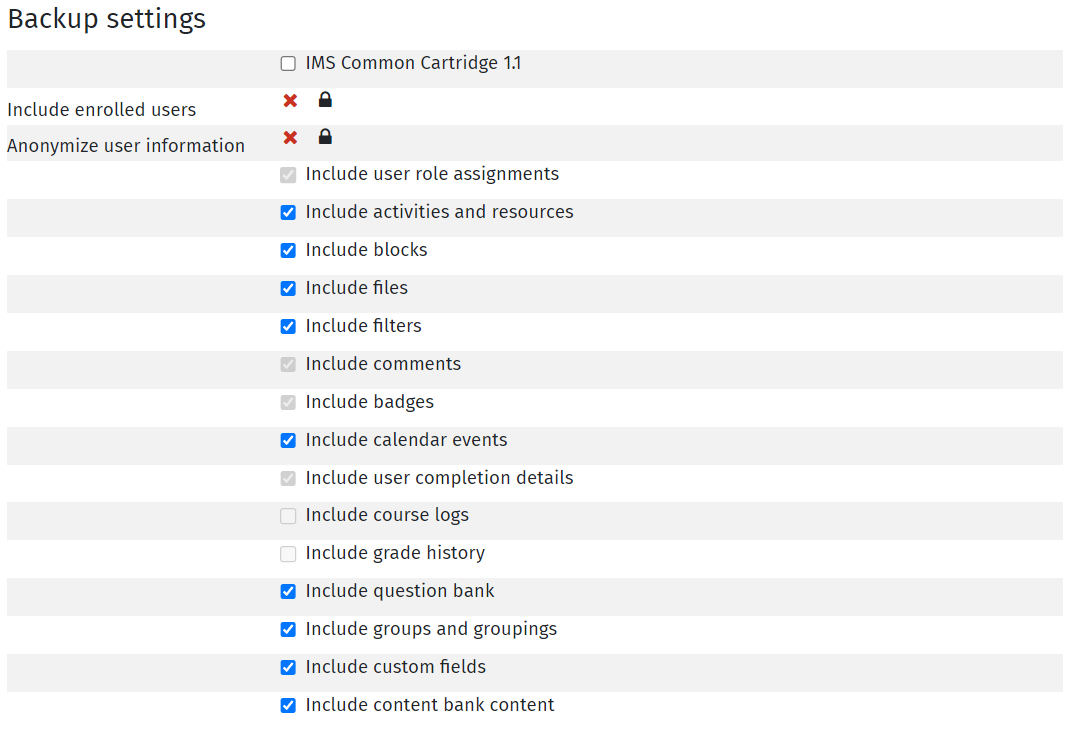 Backup settings
IMS Common Cartridge 1.1
Include enrolled users
Anonymize user information
Include user role assignments
Include activities and resources
Include blocks
Include files
Include filters
Include comments
Include badges
Include calendar events
Include user completion details
Include course logs
Include grade history
Include question bank
Include groups and groupings
Include custom fields
Include content bank content